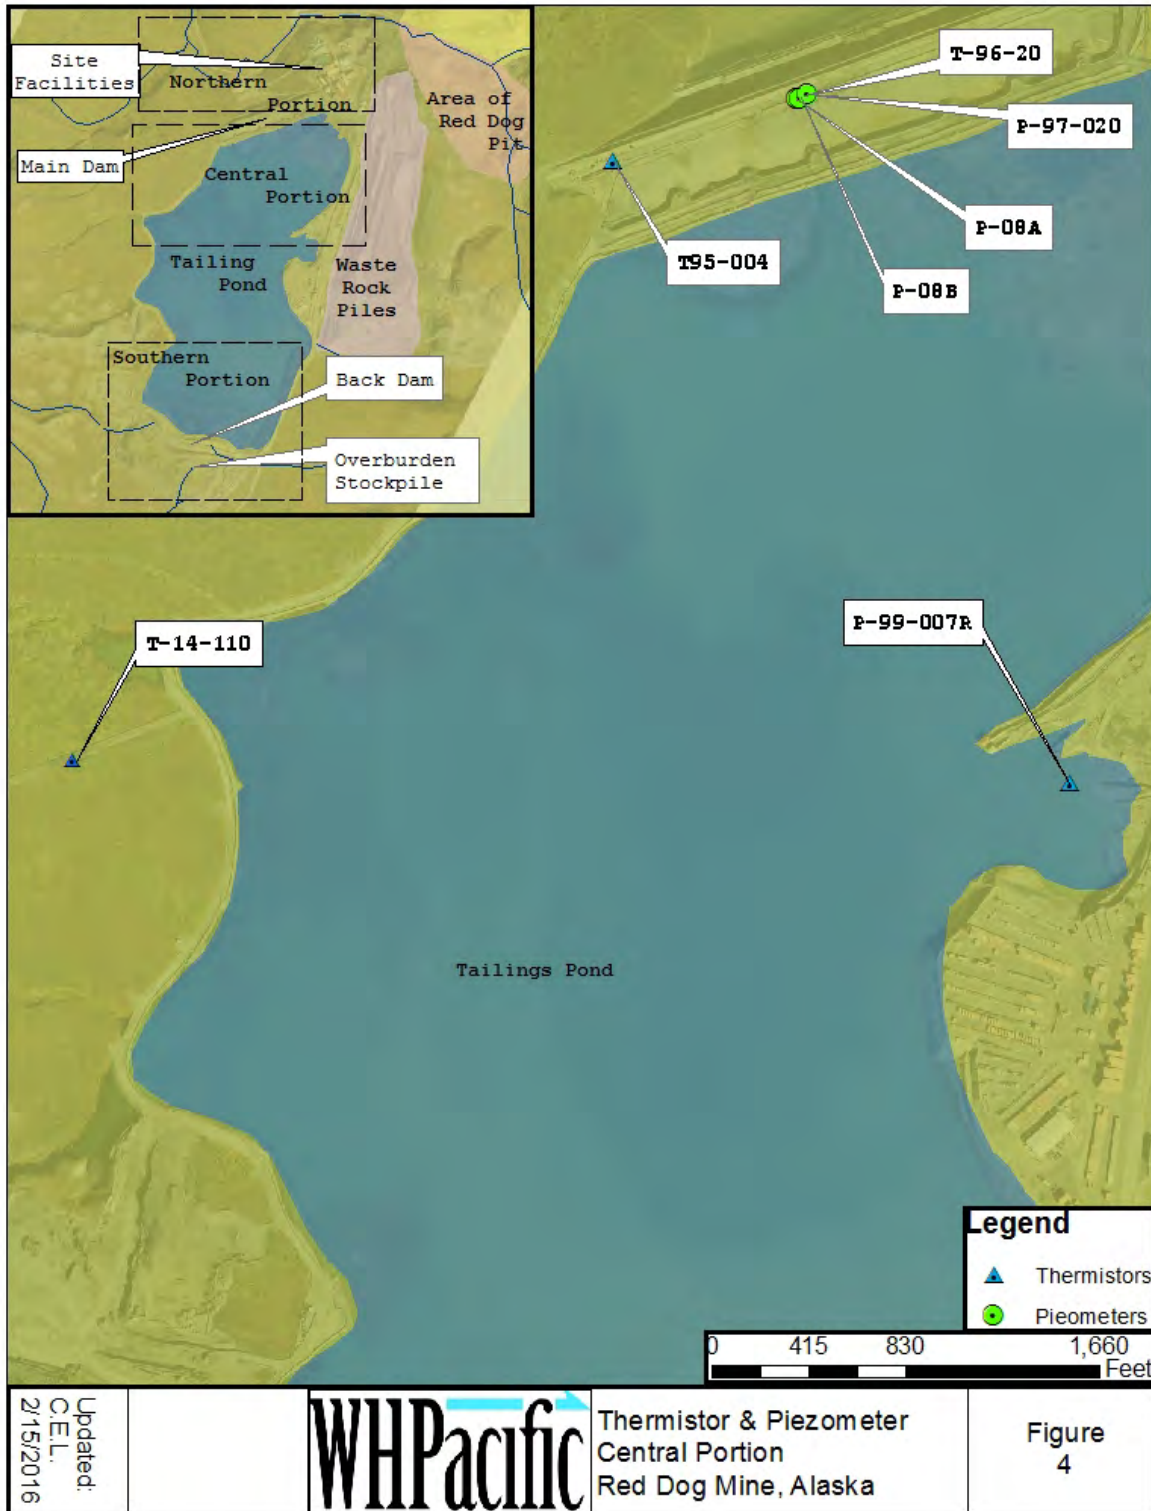 Site
Facilities
Northern
Portion
Area of
Red Dog
Pit
Main Dam
Central
Portion
Tailing
Pond
Waste
Rock
Piles
Southern
Portion
Back Dam
Overburden
Stockpile
T-96-20
P-97-020
P-08A
P-08B
T95-004
T-14-110
P-99-007R
Tailings Pond
Legend
Thermistors
Pieometers
0 415 830 1,660
Feet
Updated:
C.E.L.
2/15/2016
WHPacific
Thermistor & Piezometer
Central Portion
Red Dog Mine, Alaska
Figure
4